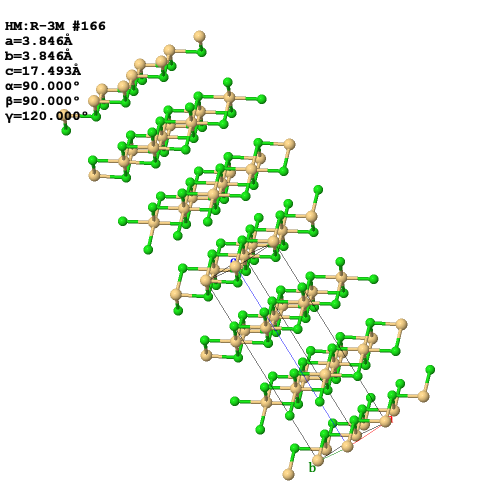 HM:R-3M #166
a=3.846Å
b=3.846Å
c=17.493Å
α=90.000°
β=90.000°
γ=120.000°
c
a
b